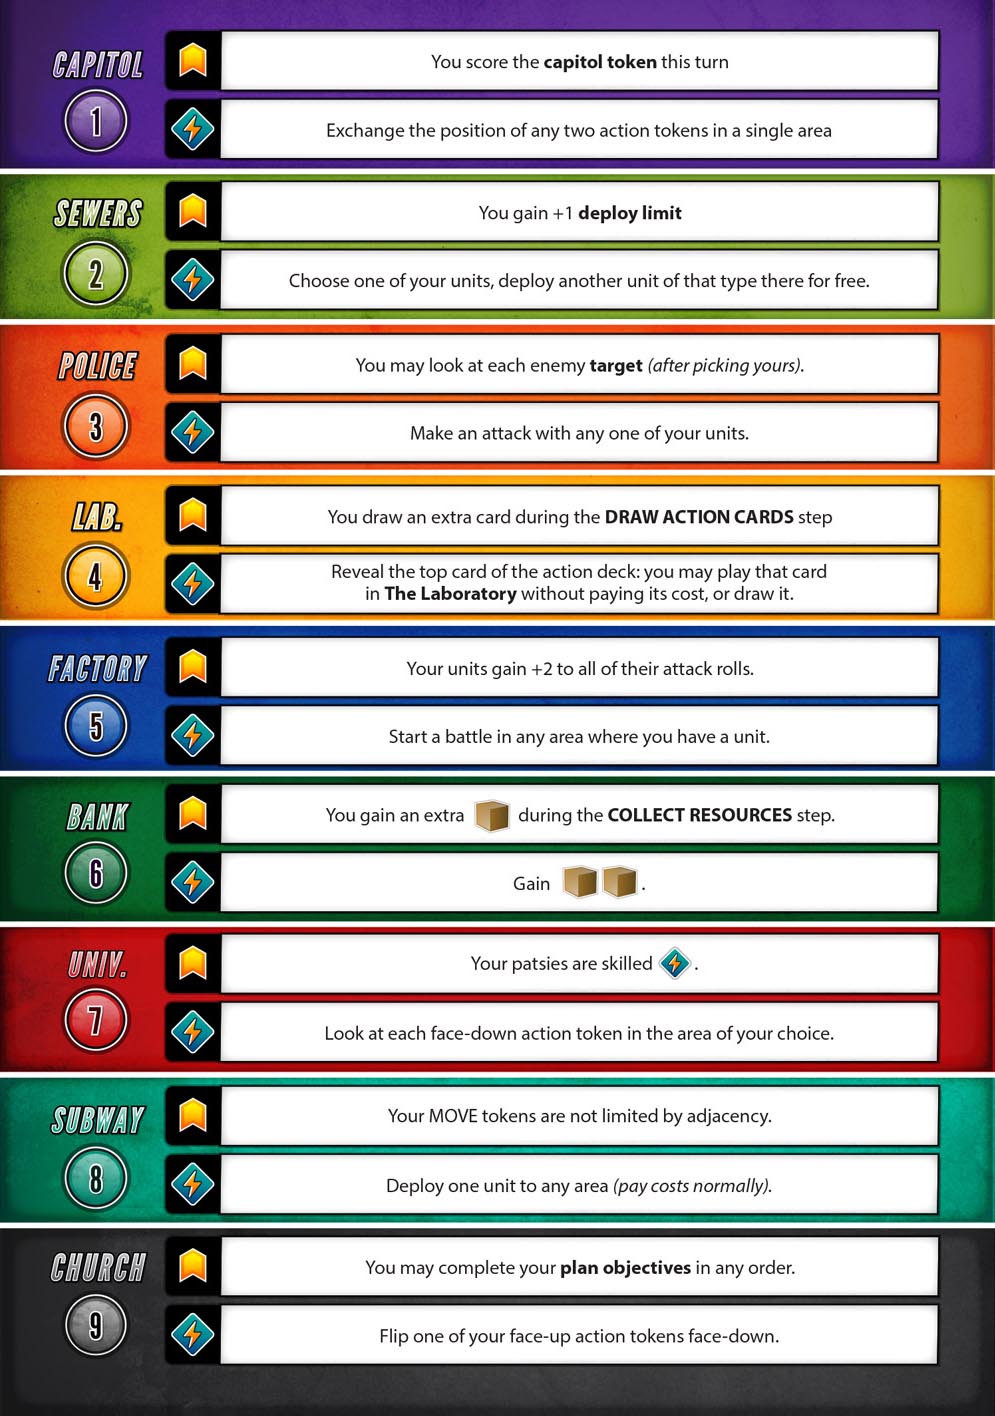 CAPITOL
1
You score the capitol token this turn
Exchange the position of any two action tokens in a single area
SEWERS
2
You gain +1 deploy limit
Choose one of your units, deploy another unit of that type there for free.
POLICE
3
You may look at each enemy target (after picking yours).
Make an attack with any one of your units.
LAB.
4
You draw an extra card during the DRAW ACTION CARDS step
Reveal the top card of the action deck: you may play that card
in The Laboratory without paying its cost, or draw it.
FACTORY
5
Your units gain +2 to all of their attack rolls.
Start a battle in any area where you have a unit.
BANK
6
You gain an extra during the COLLECT RESOURCES step.
Gain .
UNIV.
7
Your patsies are skilled .
Look at each face-down action token in the area of your choice.
SUBWAY
8
Your MOVE tokens are not limited by adjacency.
Deploy one unit to any area (pay costs normally).
CHURCH
9
You may complete your plan objectives in any order.
Flip one of your face-up action tokens face-down.